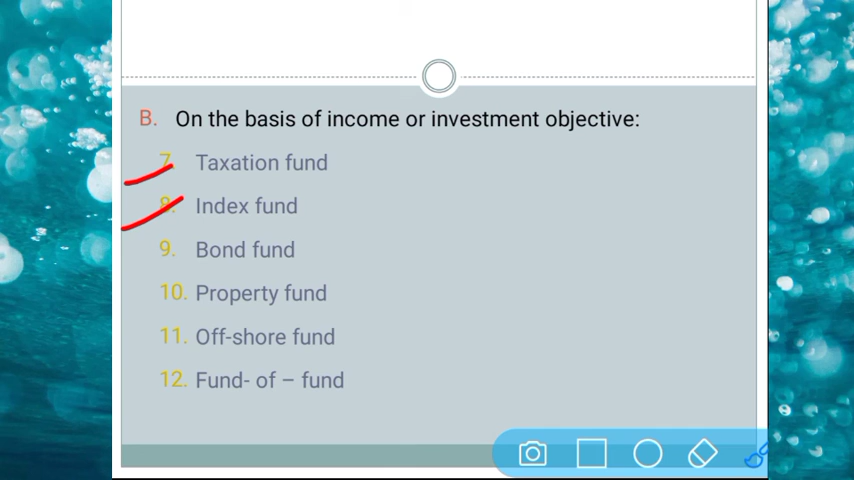 B. On the basis of income or investment objective:
7. Taxation fund
8. Index fund
9. Bond fund
10. Property fund
11. Off-shore fund
12. Fund- of – fund